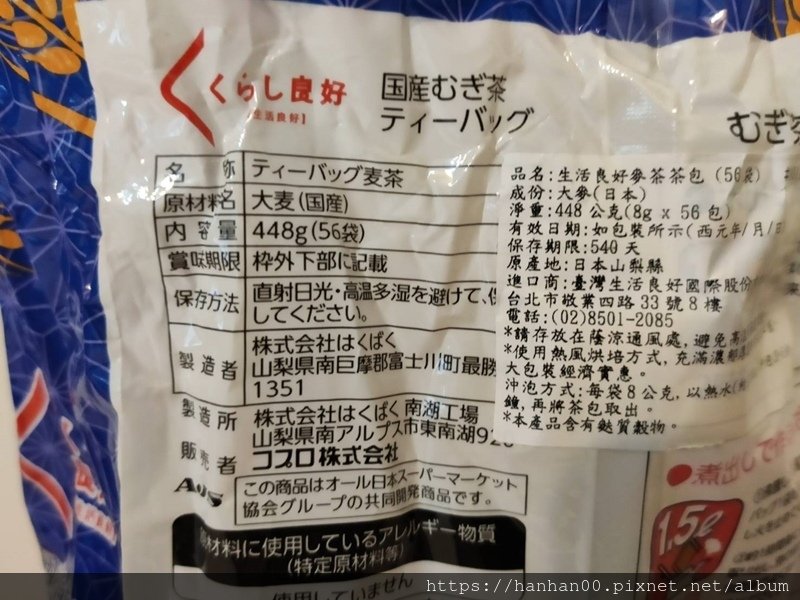 くらし良好
【生活良好】
国産むぎ茶
ティーバッグ
むぎ茶
名 称 ティーバッグ麦茶
原材料名 大麦(国産)
内容量 448g(56袋)
賞味期限 枠外下部に記載
保存方法 直射日光・高温多湿を避けて、
してください。
製造者 株式会社はくばく
山梨県南巨摩郡富士川町最勝
1351
製造所 株式会社はくばく 南湖工場
山梨県南アルプス市東南湖92
販売者 コプロ株式会社
AJS この商品はオール日本スーパーマーケット
協会グループの共同開発商品です。
原材料に使用しているアレルギー物質
(特定原材料等)
使用していません
品名:生活良好麥茶茶包 (56袋)
成份:大麥(日本)
淨重:448 公克(8g x 56 包)
有效日期:如包裝所示(西元年/月/日
保存期限:540 天
原產地:日本山梨縣
進口商:臺灣生活良好國際股份
台北市敬業四路 33 號 8 樓
電話:(02)8501-2085
*請存放在蔭涼通風處,避免高
*使用熱風烘培方式,充滿濃郁
大包裝經濟實惠。
沖泡方式:每袋 8 公克,以熱水
鐘,再將茶包取出。
*本產品含有麩質穀物。
煮出しで
1.5ℓ
https://hanhan00.pixnet.net/album